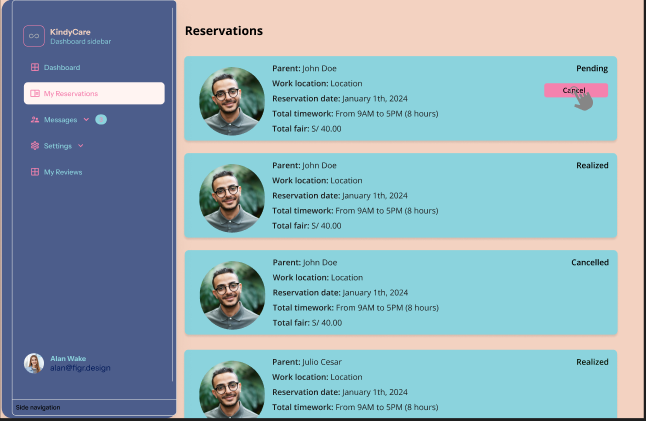 KindyCare
Dashboard sidebar
Dashboard
My Reservations
Messages
Settings
My Reviews
Alan Wake
alan@figr.design
Side navigation
Reservations
Parent: John Doe
Pending
Work location: Location
Cancel
Reservation date: January 1th, 2024
Total timework: From 9AM to 5PM (8 hours)
Total fair: S/ 40.00
Parent: John Doe
Realized
Work location: Location
Reservation date: January 1th, 2024
Total timework: From 9AM to 5PM (8 hours)
Total fair: S/ 40.00
Parent: John Doe
Cancelled
Work location: Location
Reservation date: January 1th, 2024
Total timework: From 9AM to 5PM (8 hours)
Total fair: S/ 40.00
Parent: Julio Cesar
Realized
Work location: Location
Reservation date: January 1th, 2024
Total timework: From 9AM to 5PM (8 hours)